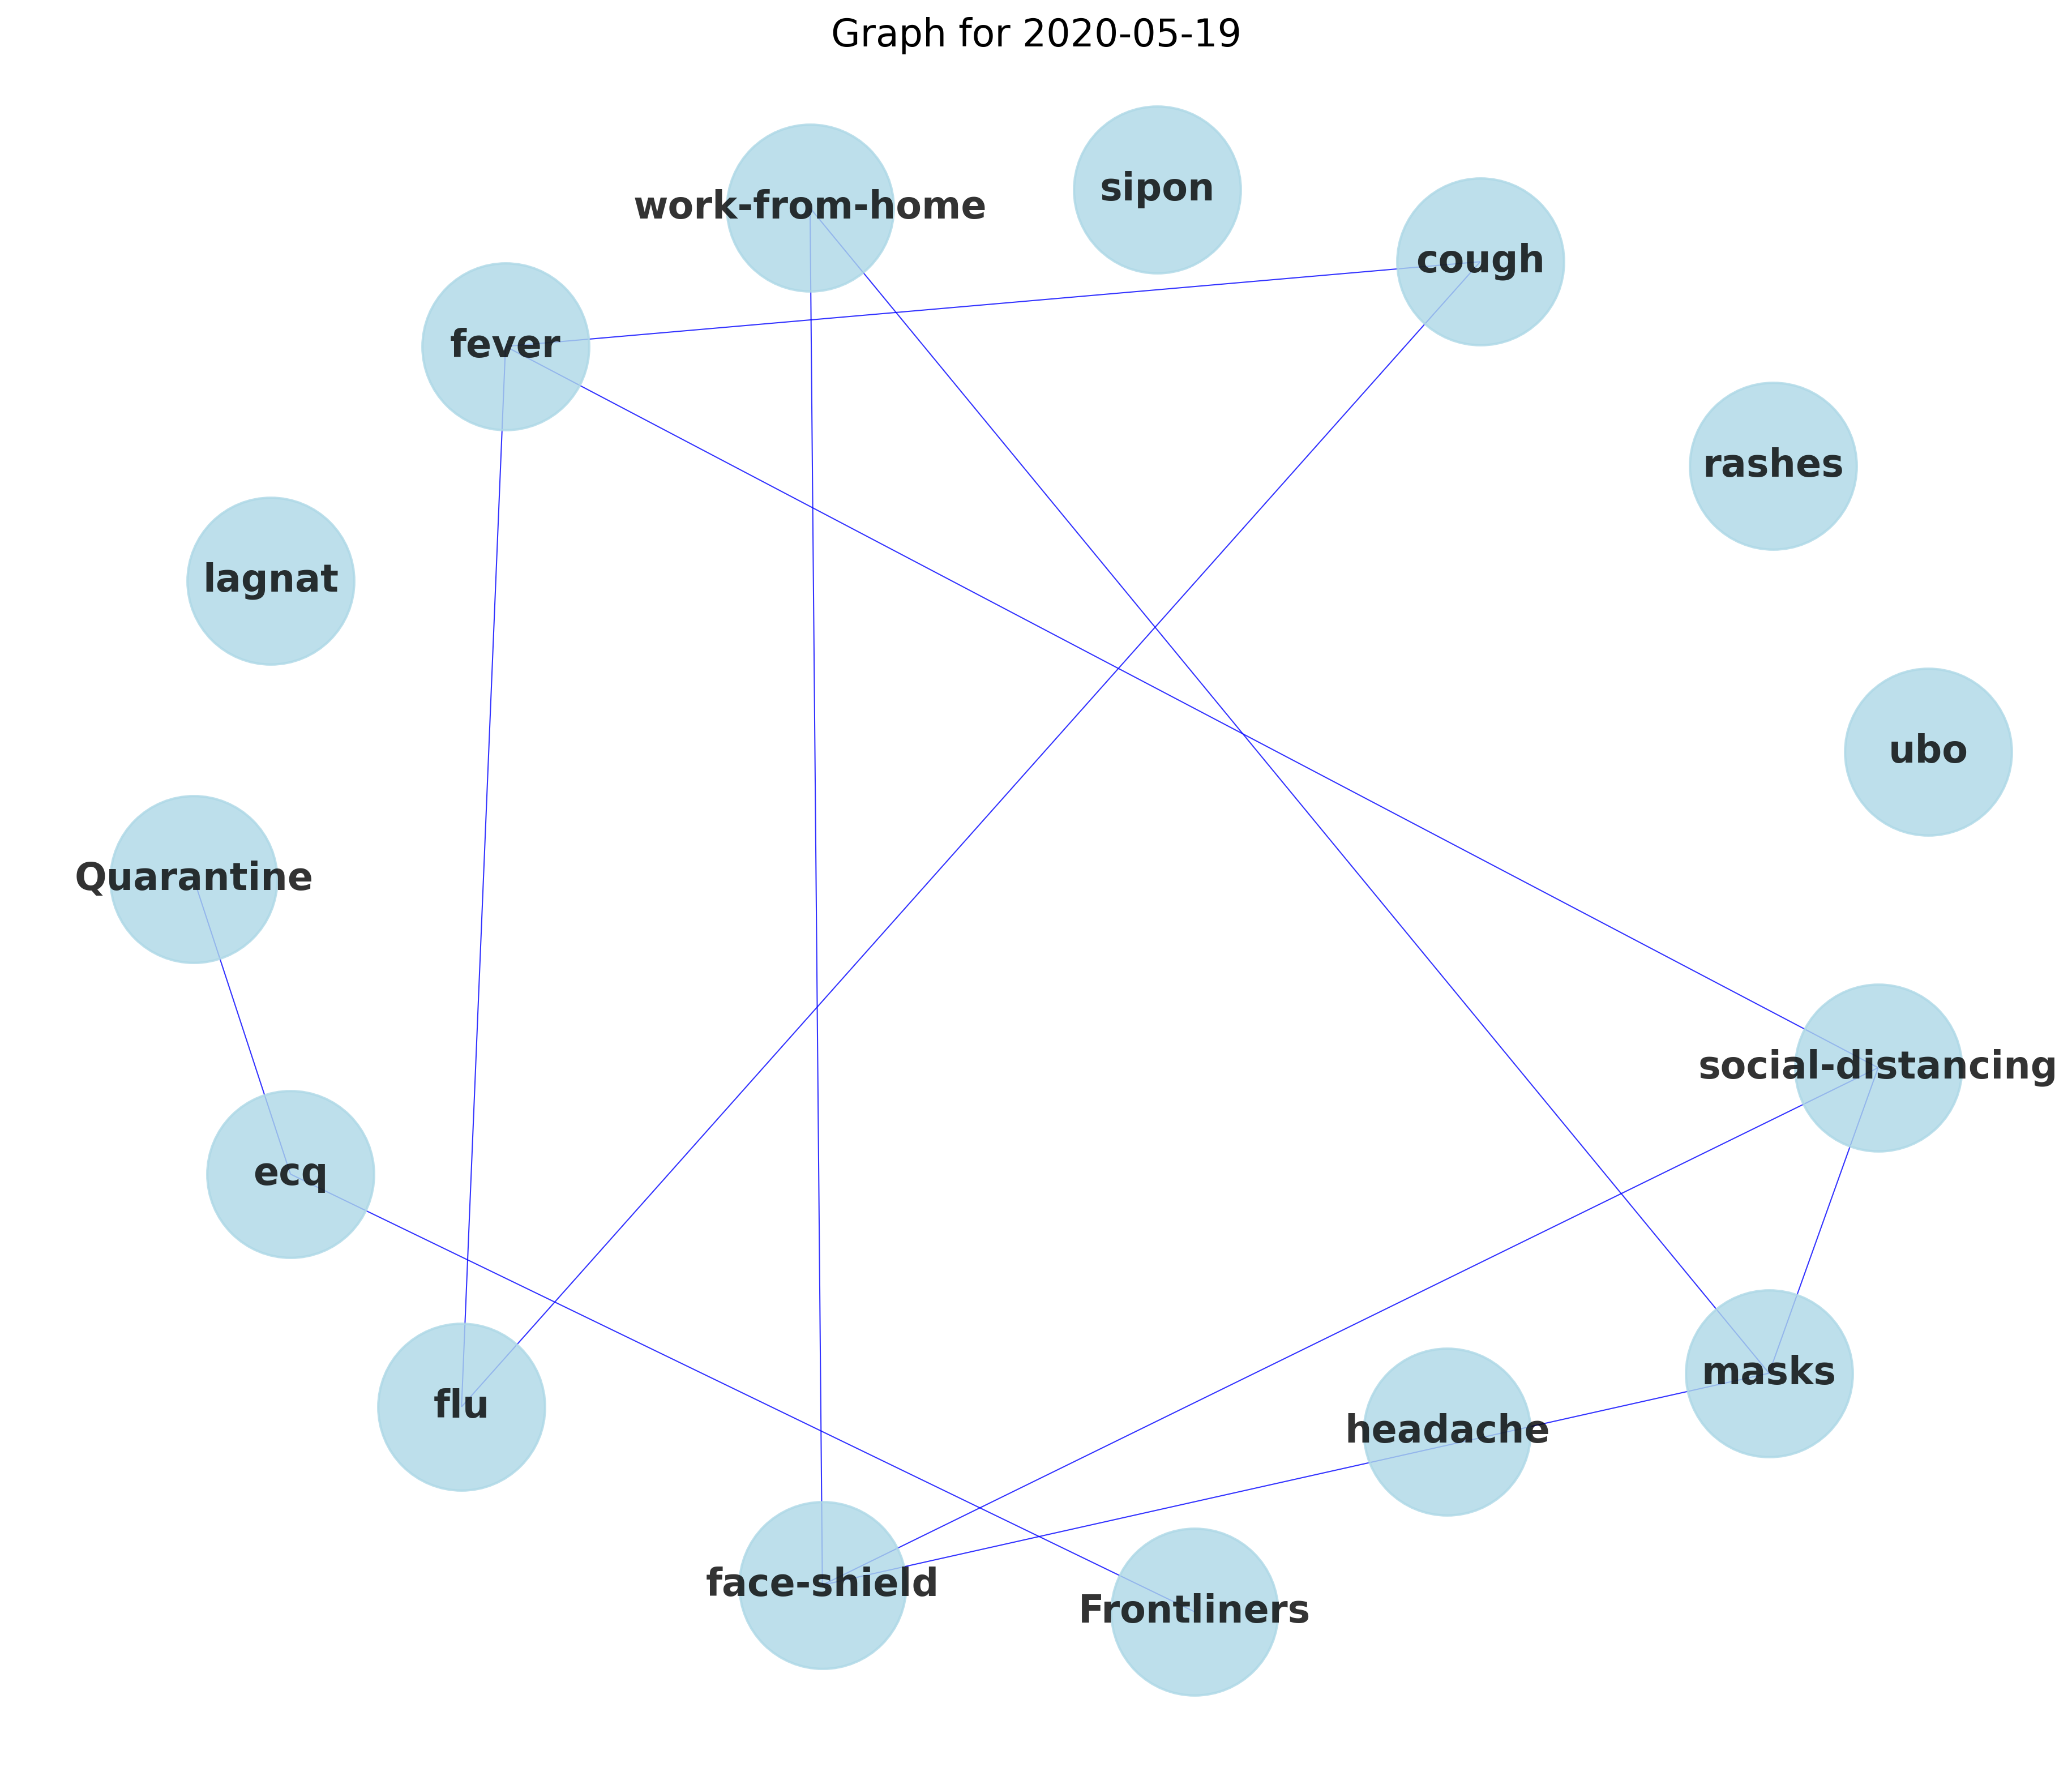 Graph for 2020-05-19
sipon
work-from-home
cough
fever
rashes
lagnat
ubo
Quarantine
social-distancing
ecq
masks
flu
headache
face-shield
Frontliners